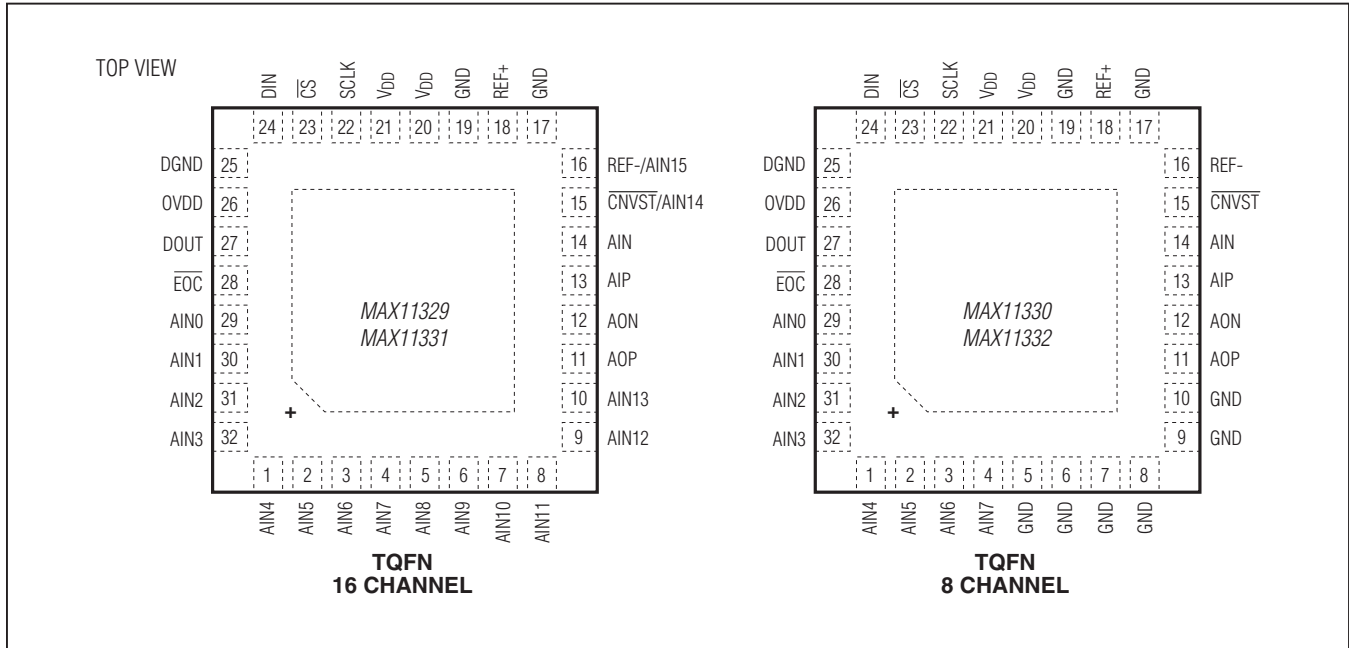 TOP VIEW
DIN
CS
SCLK
VDD
VDD
GND
REF+
GND
24 23 22 21 20 19 18 17
DGND 25
OVDD 26
DOUT 27
EOC 28
AIN0 29
AIN1 30
AIN2 31
AIN3 32
MAX11329
MAX11331
+
16 REF-/AIN15
15 CNVST/AIN14
14 AIN
13 AIP
12 AON
11 AOP
10 AIN13
9 AIN12
1 2 3 4 5 6 7 8
AIN4
AIN5
AIN6
AIN7
AIN8
AIN9
AIN10
AIN11
TQFN
16 CHANNEL
DIN
CS
SCLK
VDD
VDD
GND
REF+
GND
24 23 22 21 20 19 18 17
DGND 25
OVDD 26
DOUT 27
EOC 28
AIN0 29
AIN1 30
AIN2 31
AIN3 32
MAX11330
MAX11332
+
16 REF-
15 CNVST
14 AIN
13 AIP
12 AON
11 AOP
10 GND
9 GND
1 2 3 4 5 6 7 8
AIN4
AIN5
AIN6
AIN7
GND
GND
GND
GND
TQFN
8 CHANNEL